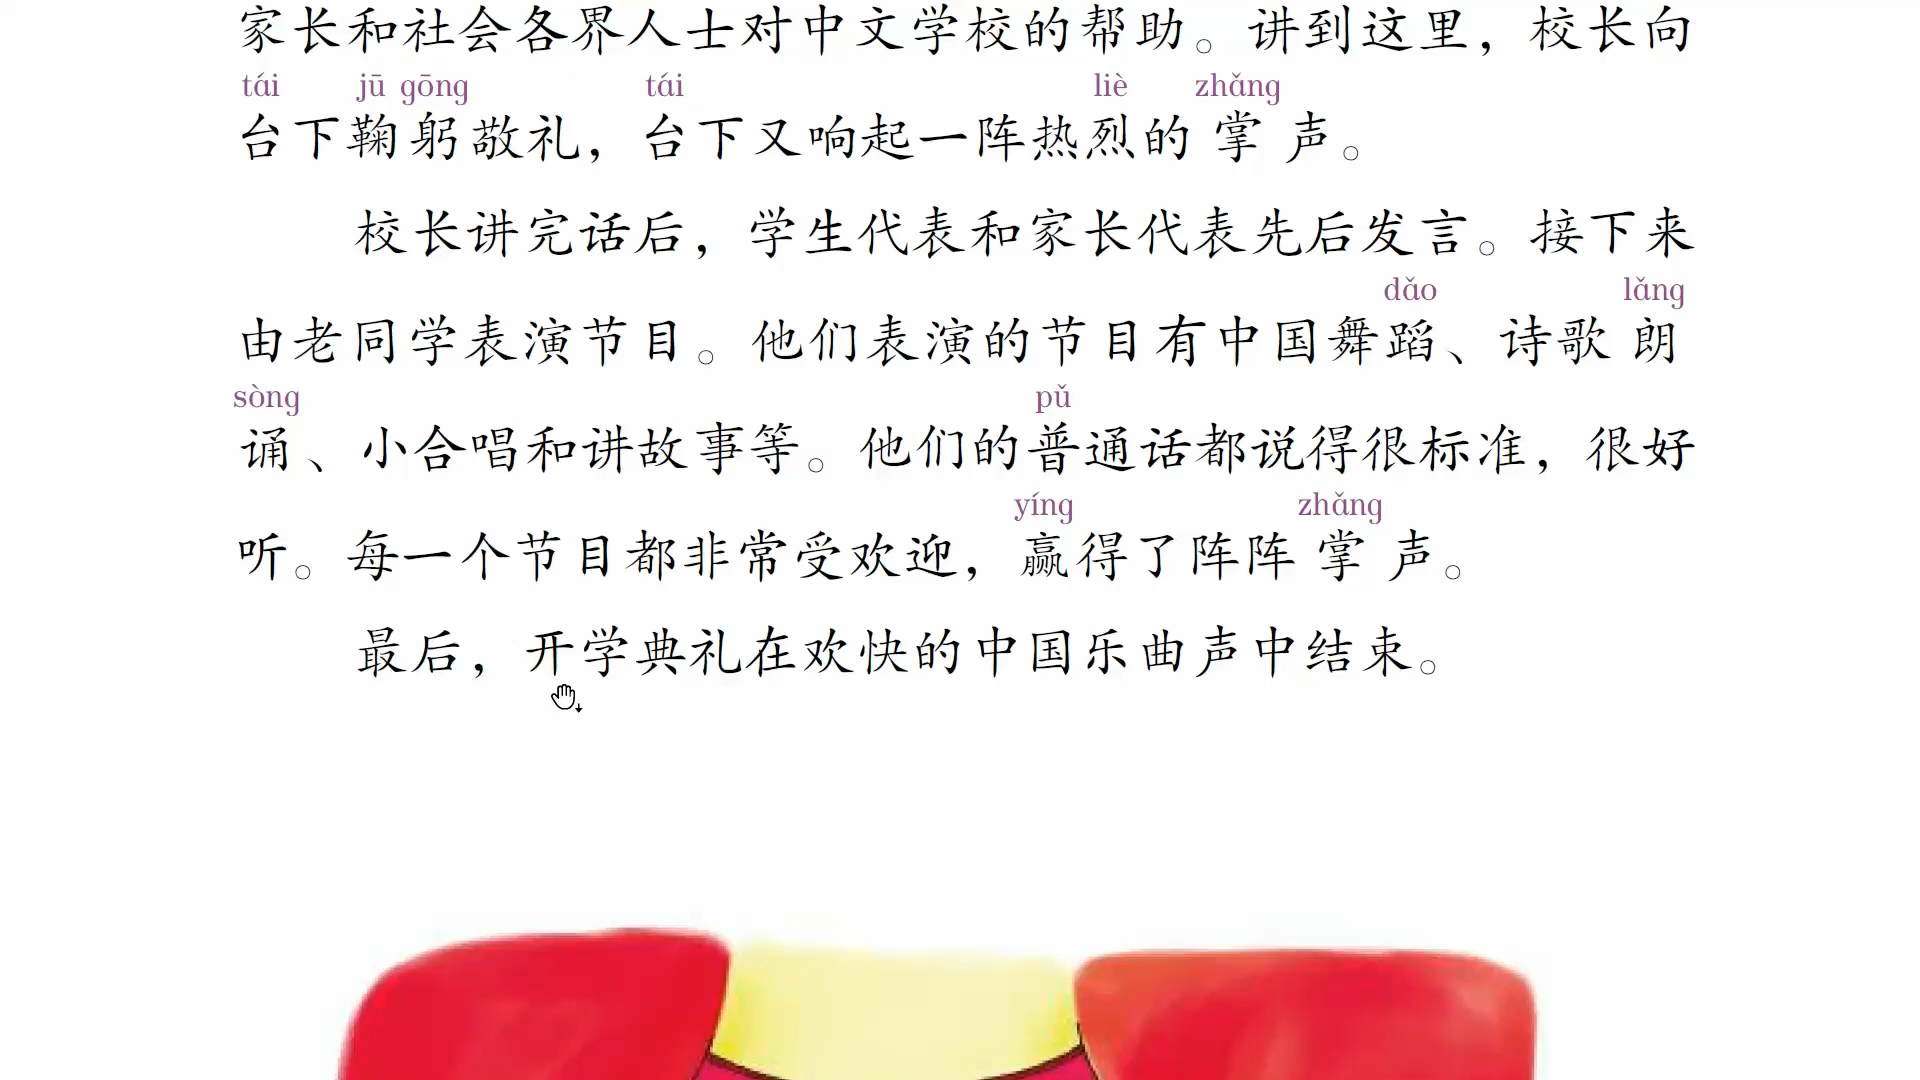 家长和社会各界人士对中文学校的帮助。讲到这里，校长向
tái jū gōng tái liè zhǎng
台下鞠躬敬礼，台下又响起一阵热烈的掌声。
校长讲完话后，学生代表和家长代表先后发言。接下来
dǎo lǎng
由老同学表演节目。他们表演的节目有中国舞蹈、诗歌朗
sòng pǔ
诵、小合唱和讲故事等。他们的普通话都说得很标准，很好
yíng zhǎng
听。每一个节目都非常受欢迎，赢得了阵阵掌声。
最后，开学典礼在欢快的中国乐曲声中结束。